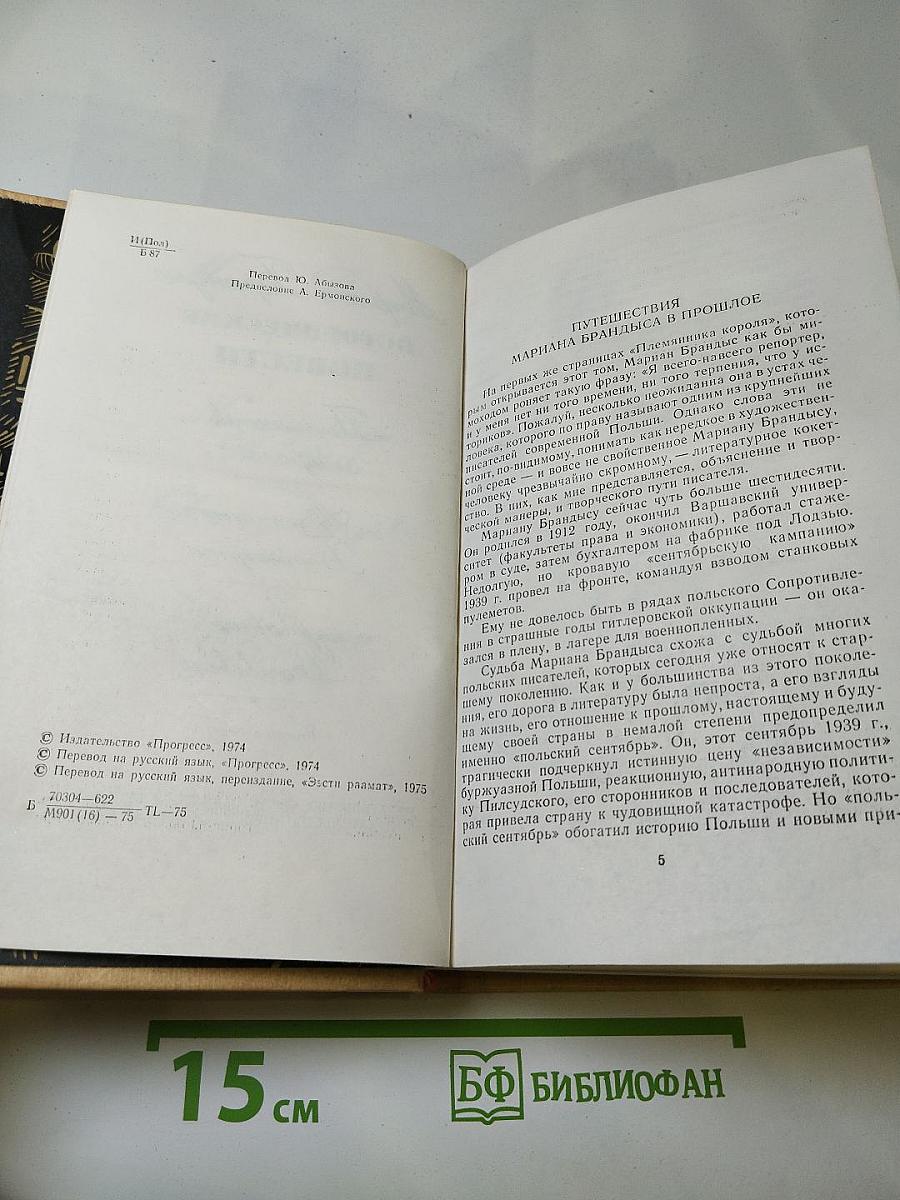 И(Пол)
Б 87
Перевод Ю. Абызова
Предисловие А. Ермонского
© Издательство «Прогресс», 1974
© Перевод на русский язык, «Прогресс», 1974
© Перевод на русский язык, переиздание, «Ээсти раамат», 1975
Б 70304—622
М901(16) — 75 TL—75
ПУТЕШЕСТВИЯ
МАРИАНА БРАНДЫСА В ПРОШЛОЕ
На первых же страницах «Племянника короля», кото-
рым открывается этот том, Мариан Брандыс как бы ми-
моходом роняет такую фразу: «Я всего-навсего репортер,
и у меня нет ни того времени, ни того терпения, что у ис-
ториков». Пожалуй, несколько неожиданна она в устах че-
ловека, которого по праву называют одним из крупнейших
писателей современной Польши. Однако слова эти не
стоит, по-видимому, понимать как нередкое в художествен-
ной среде — и вовсе не свойственное Мариану Брандысу,
человеку чрезвычайно скромному, — литературное кокет-
ство. В них, как мне представляется, объяснение и твор-
ческой манеры, и творческого пути писателя.
Мариану Брандысу сейчас чуть больше шестидесяти.
Он родился в 1912 году, окончил Варшавский универ-
ситет (факультеты права и экономики), работал стаже-
ром в суде, затем бухгалтером на фабрике под Лодзью.
Недолгую, но кровавую «сентябрьскую кампанию»
1939 г. провел на фронте, командуя взводом станковых
пулеметов.
Ему не довелось быть в рядах польского Сопротивле-
ния в страшные годы гитлеровской оккупации — он ока-
зался в плену, в лагере для военнопленных.
Судьба Мариана Брандыса схожа с судьбой многих
польских писателей, которых сегодня уже относят к стар-
шему поколению. Как и у большинства из этого поколе-
ния, его дорога в литературу была непроста, а его взгляды
на жизнь, его отношение к прошлому, настоящему и буду-
щему своей страны в немалой степени предопределил
именно «польский сентябрь». Он, этот сентябрь 1939 г.,
трагически подчеркнул истинную цену «независимости»
буржуазной Польши, реакционную, антинародную полити-
ку Пилсудского, его сторонников и последователей, кото-
рая привела страну к чудовищной катастрофе. Но «поль-
ский сентябрь» обогатил историю Польши и новыми при-
5
15 см
БФ БИБЛИОФАН